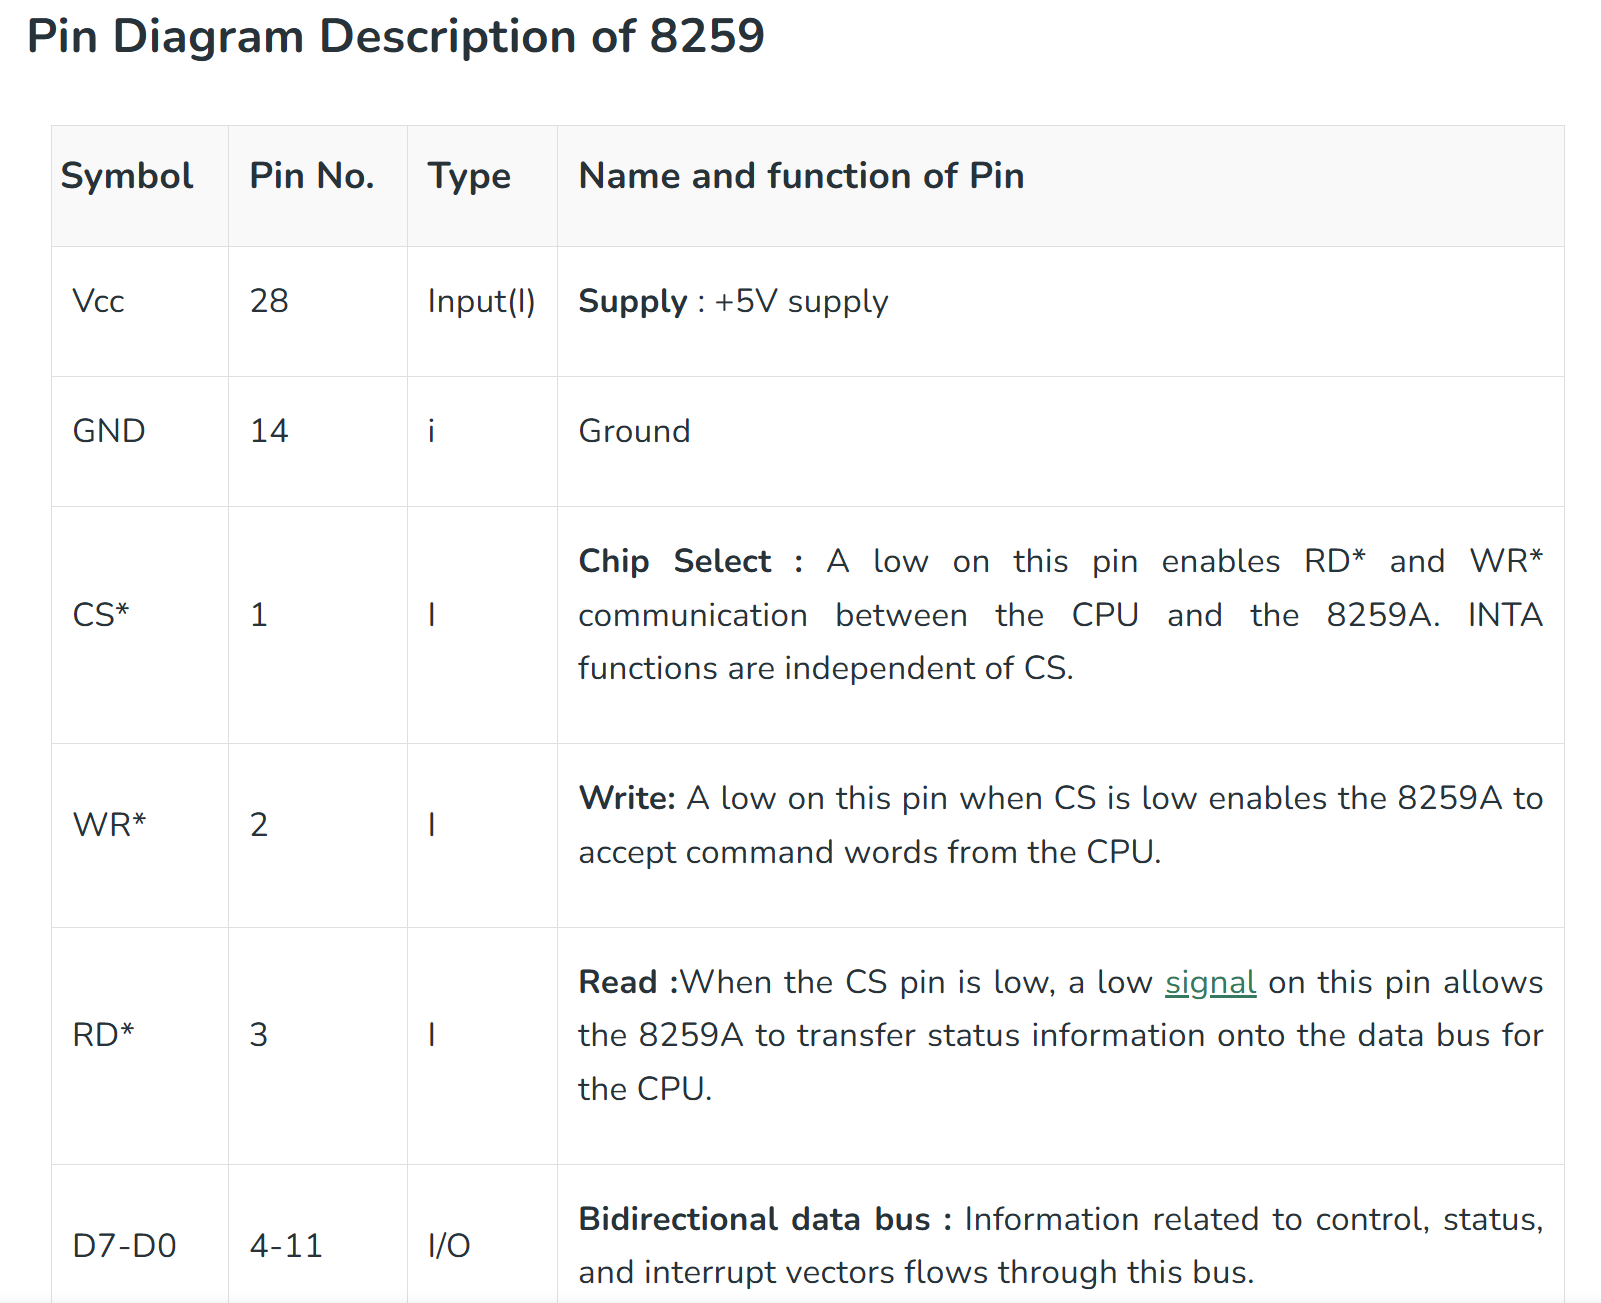 Pin Diagram Description of 8259
Symbol Pin No. Type Name and function of Pin
Vcc 28 Input(I) Supply : +5V supply
GND 14 i Ground
Chip Select : A low on this pin enables RD* and WR*
CS* 1 I communication between the CPU and the 8259A. INTA
functions are independent of CS.
Write: A low on this pin when CS is low enables the 8259A to
WR* 2 I
accept command words from the CPU.
Read :When the CS pin is low, a low signal on this pin allows
RD* 3 I the 8259A to transfer status information onto the data bus for
the CPU.
Bidirectional data bus : Information related to control, status,
D7-D0 4-11 I/O
and interrupt vectors flows through this bus.